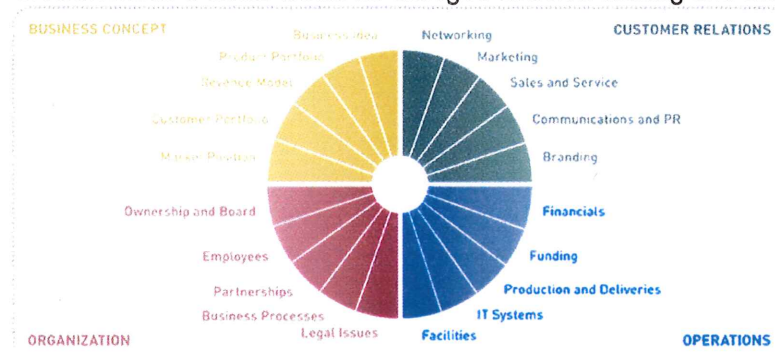 BUSINESS CONCEPT
Business Idea
Product Portfolio
Revence Model
Customer Portfolio
Market Position
CUSTOMER RELATIONS
Networking
Marketing
Sales and Service
Communications and PR
Branding
Ownership and Board
Employees
Partnerships
Business Processes
Legal Issues
ORGANIZATION
Financials
Funding
Production and Deliveries
IT Systems
Facilities
OPERATIONS